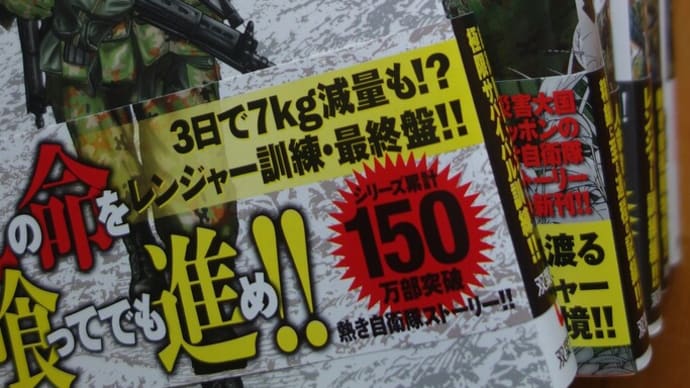 3日で7kg減量も!?
レンジャー訓練・最終盤!!
の命を
喰ってでも進め!!
シリーズ累計
150
万部突破
熱き自衛隊ストーリー!!
災害大国
ッポンの
自衛隊
ストーリー
新刊!!
渡る
ャー
境!!